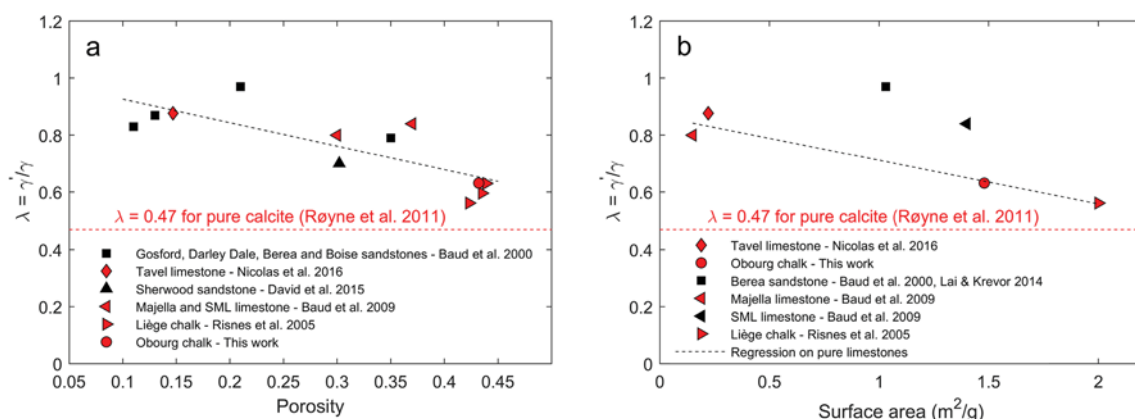 a
1.2
1
0.8
0.6
0.4
0.2
0
λ = γ'/γ
λ = 0.47 for pure calcite (Røyne et al. 2011)
Gosford, Darley Dale, Berea and Boise sandstones - Baud et al. 2000
Tavel limestone - Nicolas et al. 2016
Sherwood sandstone - David et al. 2015
Majella and SML limestone - Baud et al. 2009
Liège chalk - Risnes et al. 2005
Obourg chalk - This work
0.05 0.1 0.15 0.2 0.25 0.3 0.35 0.4 0.45
Porosity
b
1.2
1
0.8
0.6
0.4
0.2
0
λ = γ'/γ
λ = 0.47 for pure calcite (Røyne et al. 2011)
Tavel limestone - Nicolas et al. 2016
Obourg chalk - This work
Berea sandstone - Baud et al. 2000, Lai & Krevor 2014
Majella limestone - Baud et al. 2009
SML limestone - Baud et al. 2009
Liège chalk - Risnes et al. 2005
Regression on pure limestones
0 0.5 1 1.5 2
Surface area (m²/g)